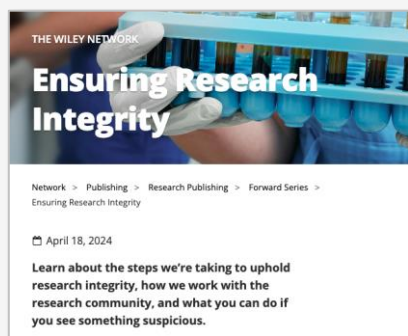 THE WILEY NETWORK
Ensuring Research
Integrity
Network > Publishing > Research Publishing > Forward Series >
Ensuring Research Integrity
April 18, 2024
Learn about the steps we're taking to uphold
research integrity, how we work with the
research community, and what you can do if
you see something suspicious.